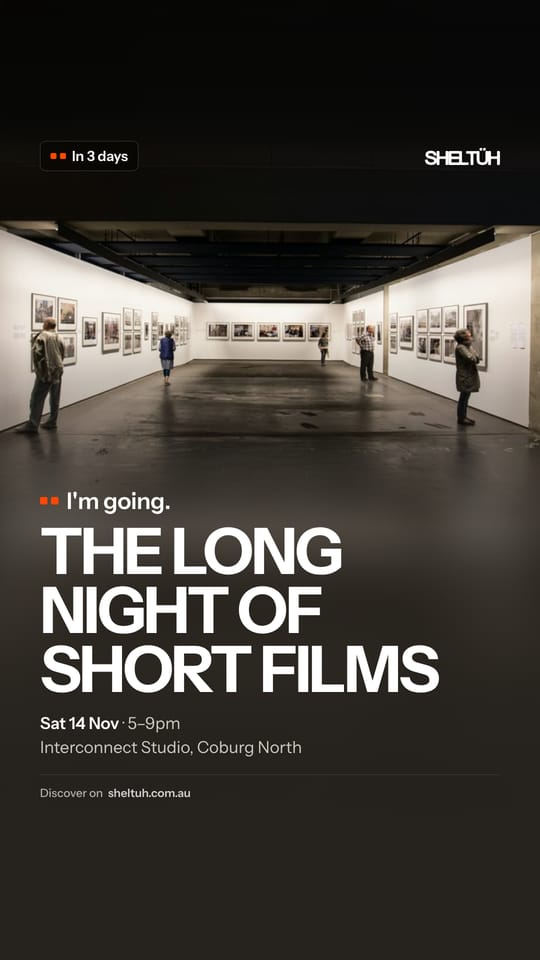 In 3 days
SHELTÜH
I'm going.
THE LONG
NIGHT OF
SHORT FILMS
Sat 14 Nov · 5–9pm
Interconnect Studio, Coburg North
Discover on sheltuh.com.au